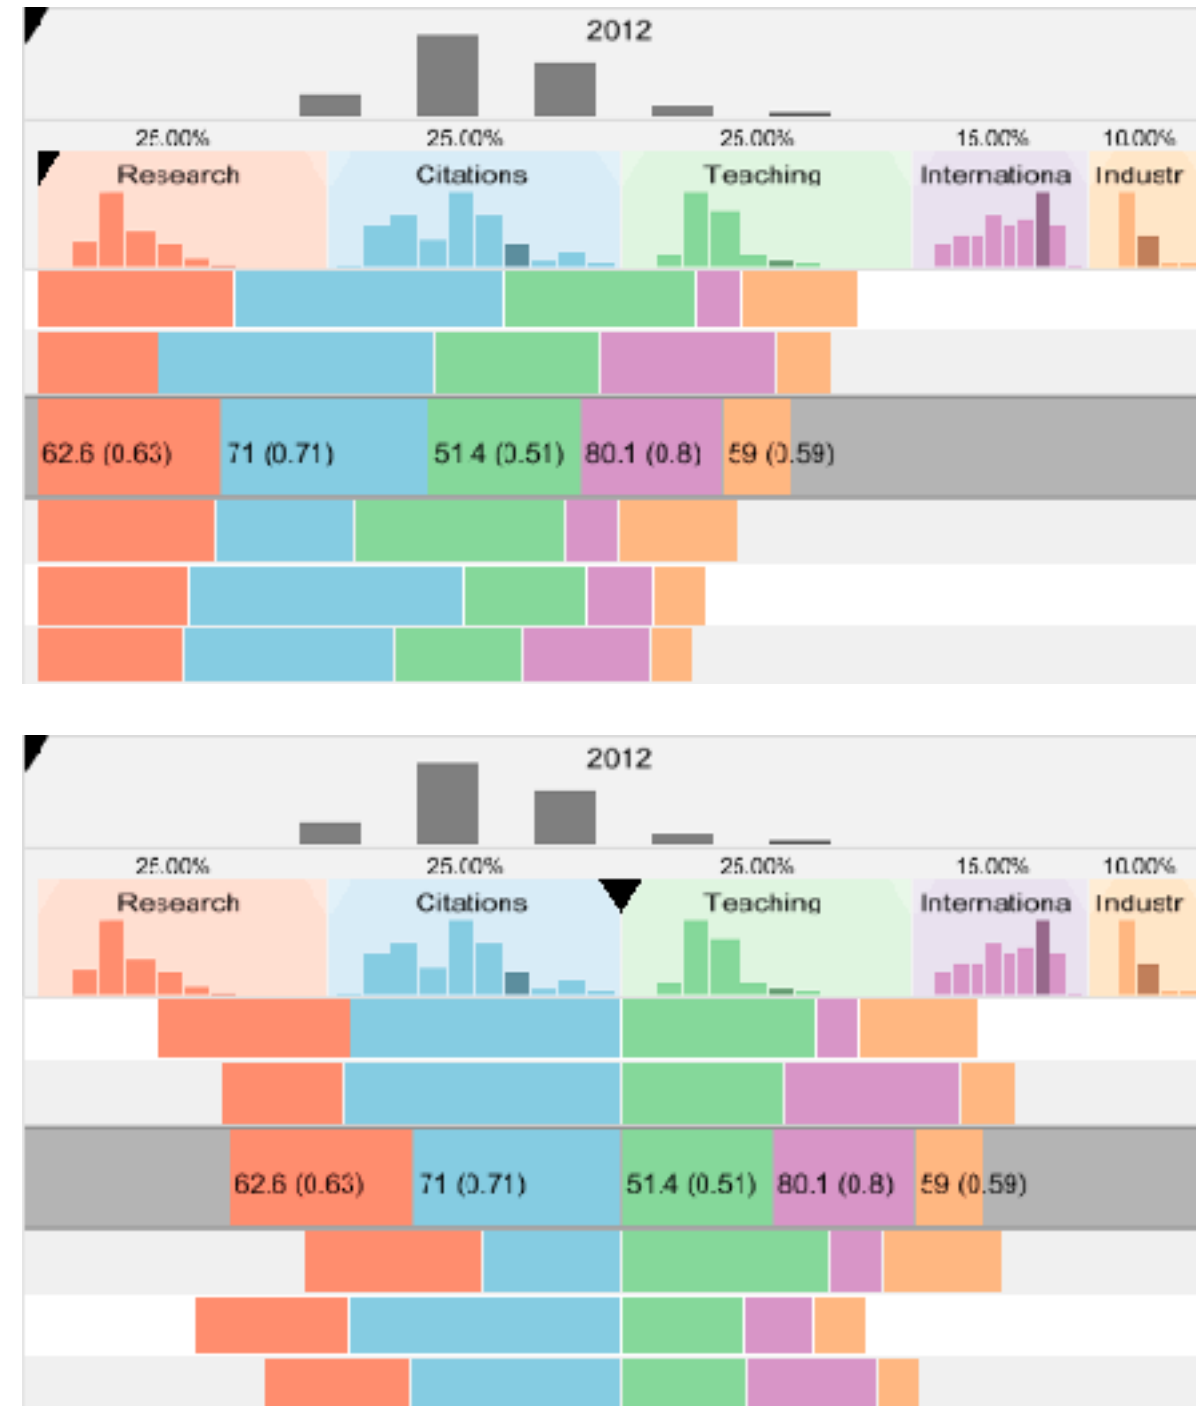 2012
25.00% 25.00% 25.00% 15.00% 10.00%
Research Citations Teaching Internationa Industr
62.6 (0.63) 71 (0.71) 51.4 (0.51) 80.1 (0.8) 59 (0.59)
2012
25.00% 25.00% 25.00% 15.00% 10.00%
Research Citations Teaching Internationa Industr
62.6 (0.63) 71 (0.71) 51.4 (0.51) 80.1 (0.8) 59 (0.59)